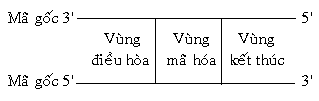 Mã gốc 3' 5'
Vùng Vùng Vùng
điều hòa mã hóa kết thúc
Mã gốc 5' 3'